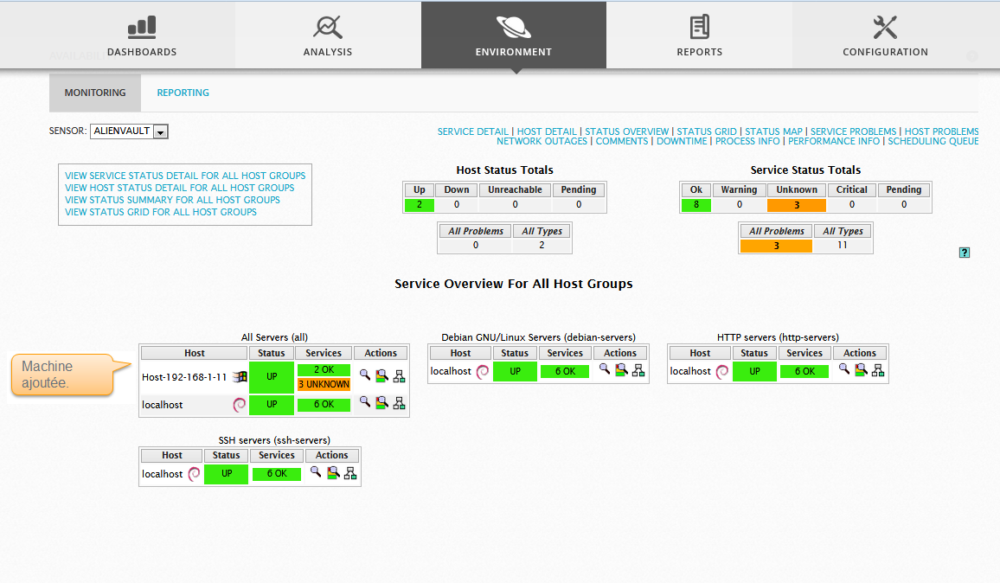 DASHBOARDS
ANALYSIS
ENVIRONMENT
REPORTS
CONFIGURATION
MONITORING
REPORTING
SENSOR: ALIENVAULT
SERVICE DETAIL | HOST DETAIL | STATUS OVERVIEW | STATUS GRID | STATUS MAP | SERVICE PROBLEMS | HOST PROBLEMS
NETWORK OUTAGES | COMMENTS | DOWNTIME | PROCESS INFO | PERFORMANCE INFO | SCHEDULING QUEUE
VIEW SERVICE STATUS DETAIL FOR ALL HOST GROUPS
VIEW HOST STATUS DETAIL FOR ALL HOST GROUPS
VIEW STATUS SUMMARY FOR ALL HOST GROUPS
VIEW STATUS GRID FOR ALL HOST GROUPS
Host Status Totals
Up Down Unreachable Pending
2 0 0 0
All Problems All Types
0 2
Service Status Totals
Ok Warning Unknown Critical Pending
8 0 3 0 0
All Problems All Types
3 11
?
Service Overview For All Host Groups
Machine
ajoutée.
All Servers (all)
Host Status Services Actions
Host-192-168-1-11 UP 2 OK
3 UNKNOWN
localhost UP 6 OK
Debian GNU/Linux Servers (debian-servers)
Host Status Services Actions
localhost UP 6 OK
HTTP servers (http-servers)
Host Status Services Actions
localhost UP 6 OK
SSH servers (ssh-servers)
Host Status Services Actions
localhost UP 6 OK